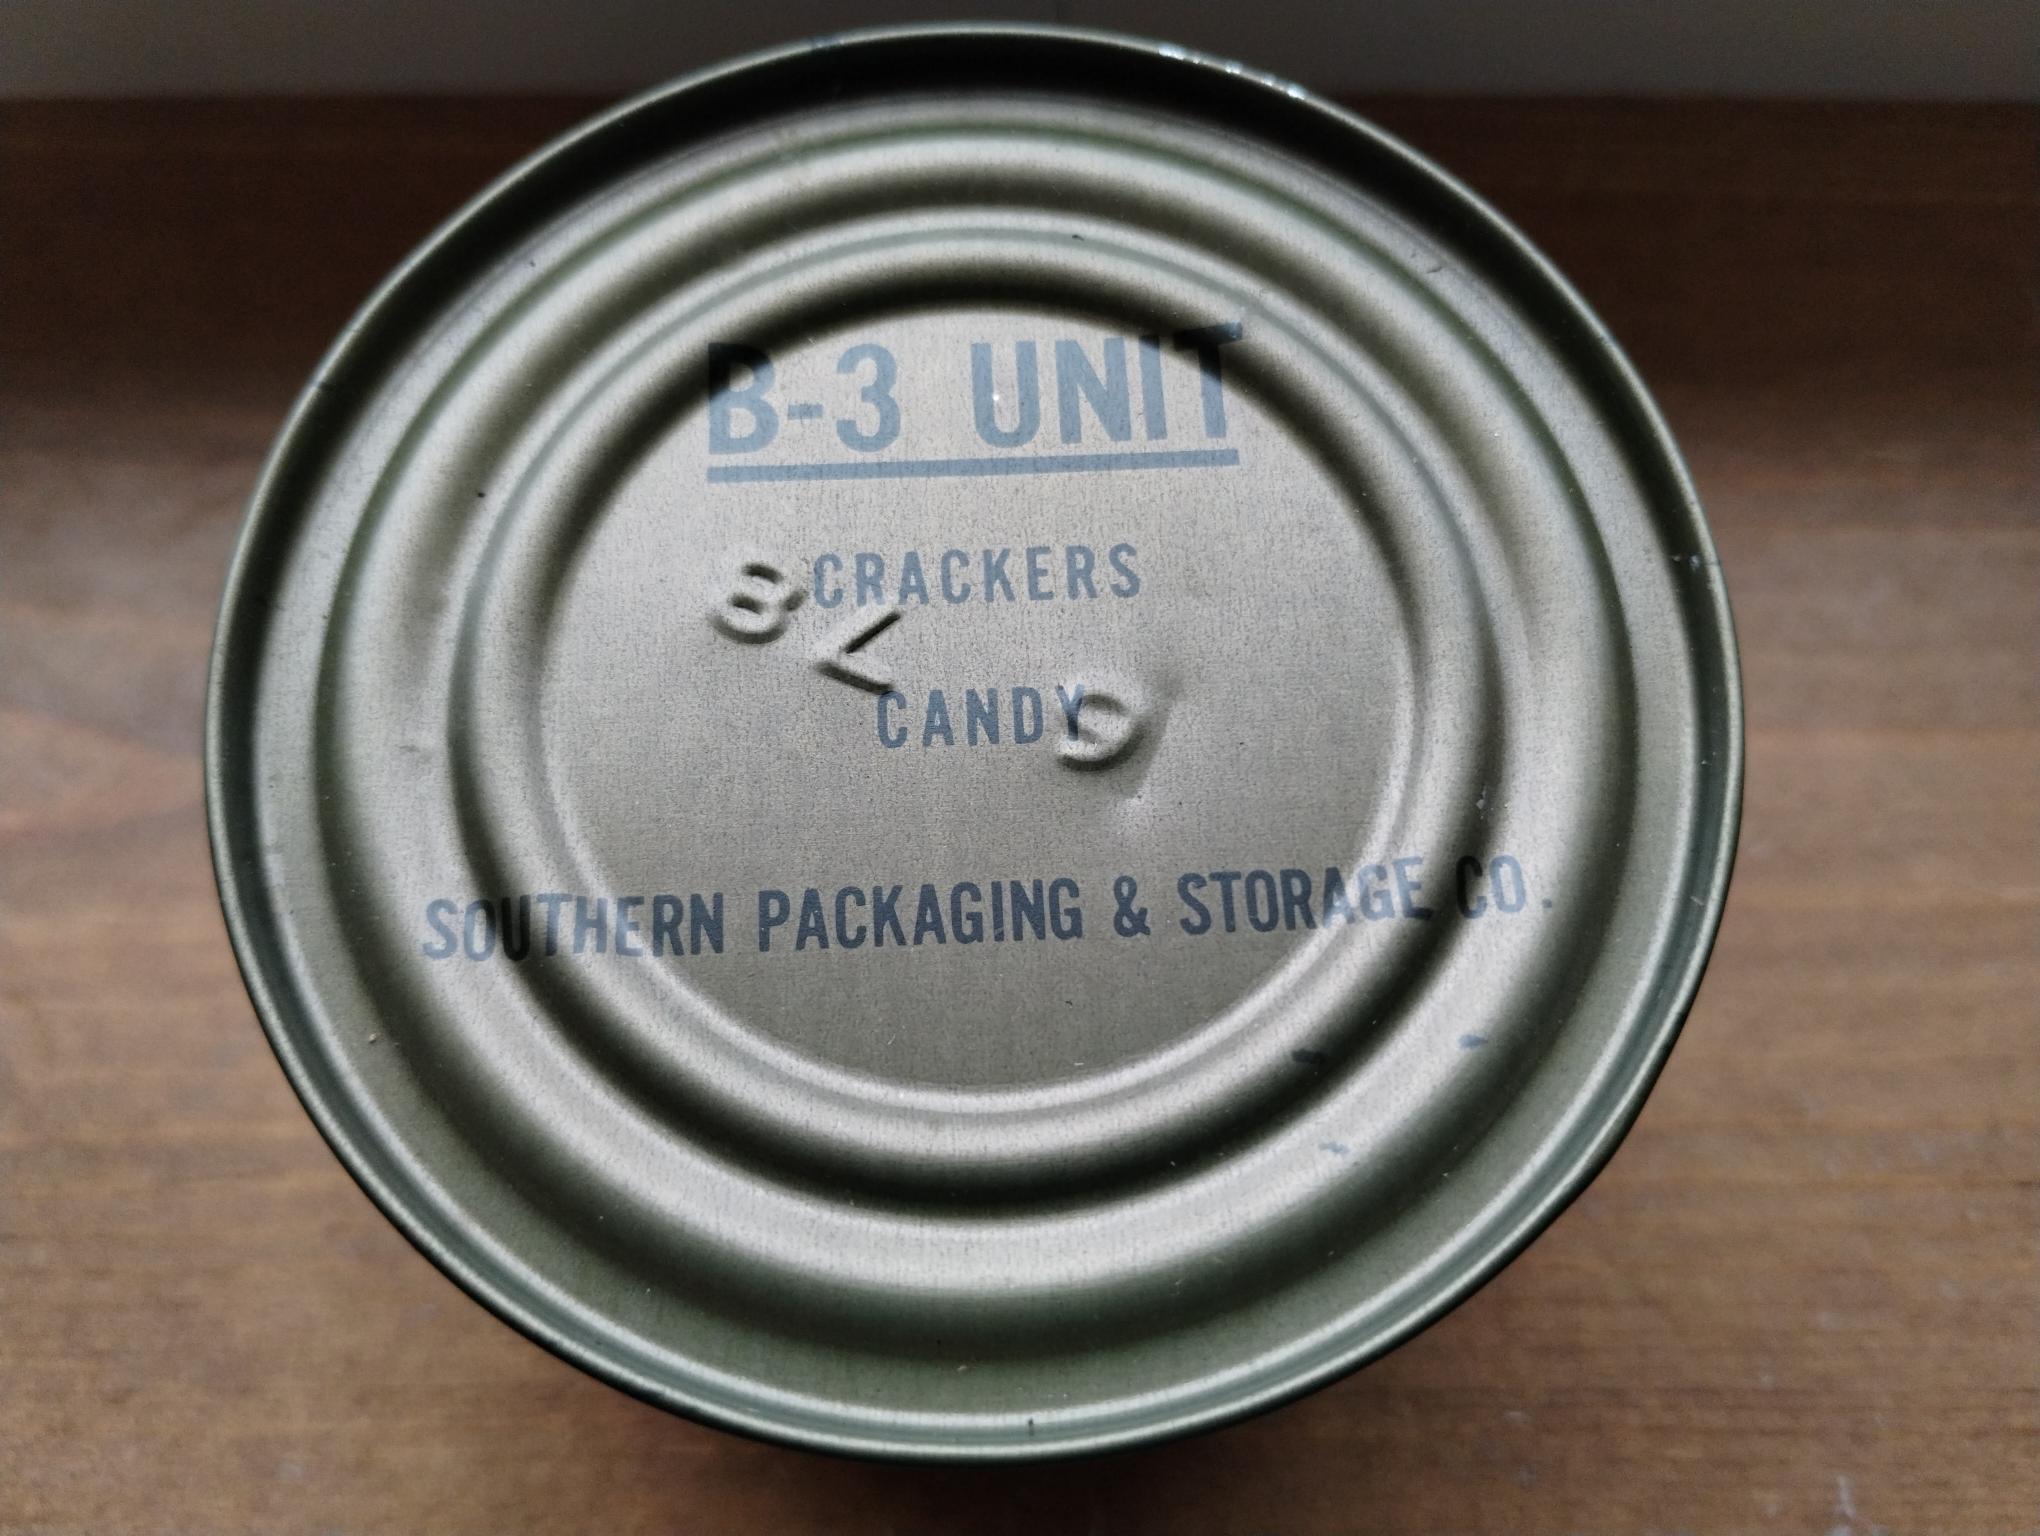 B-3 UNIT
CRACKERS
CANDY
SOUTHERN PACKAGING & STORAGE CO.